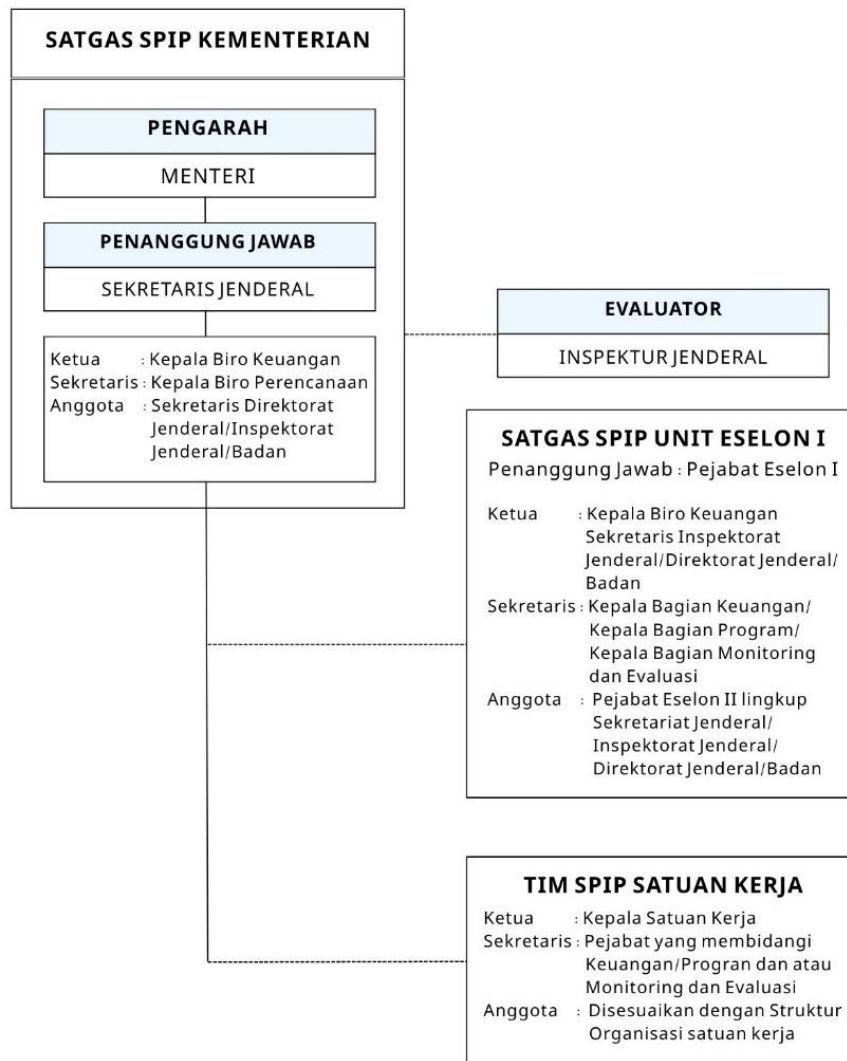 SATGAS SPIP KEMENTERIAN
PENGARAH
MENTERI
PENANGGUNG JAWAB
SEKRETARIS JENDERAL
Ketua : Kepala Biro Keuangan
Sekretaris : Kepala Biro Perencanaan
Anggota : Sekretaris Direktorat
Jenderal/Inspektorat
Jenderal/Badan
EVALUATOR
INSPEKTUR JENDERAL
SATGAS SPIP UNIT ESELON I
Penanggung Jawab : Pejabat Eselon I
Ketua : Kepala Biro Keuangan
Sekretaris Inspektorat
Jenderal/Direktorat Jenderal/
Badan
Sekretaris : Kepala Bagian Keuangan/
Kepala Bagian Program/
Kepala Bagian Monitoring
dan Evaluasi
Anggota : Pejabat Eselon II lingkup
Sekretariat Jenderal/
Inspektorat Jenderal/
Direktorat Jenderal/Badan
TIM SPIP SATUAN KERJA
Ketua : Kepala Satuan Kerja
Sekretaris : Pejabat yang membidangi
Keuangan/Progran dan atau
Monitoring dan Evaluasi
Anggota : Disesuaikan dengan Struktur
Organisasi satuan kerja